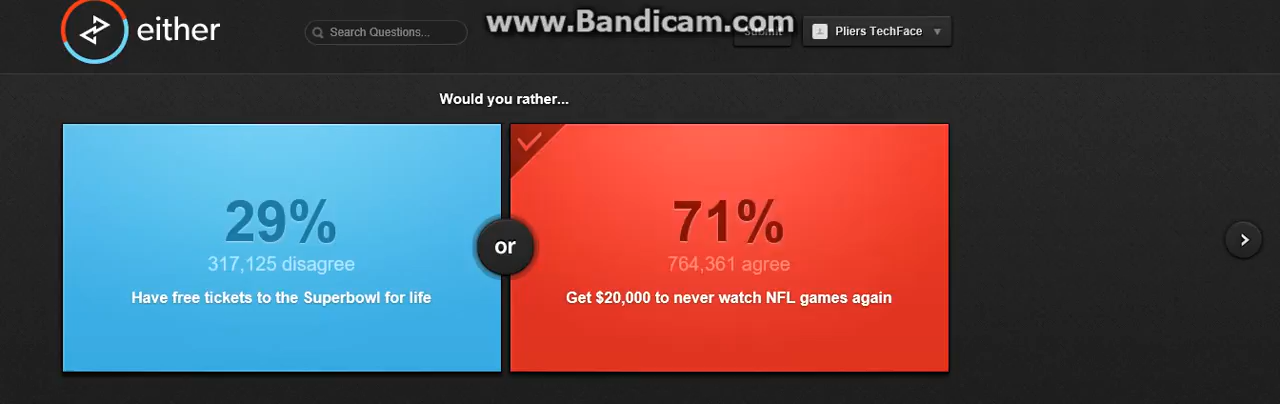 www.Bandicam.com
either
Search Questions...
Submit
Pliers TechFace
Would you rather...
29%
317,125 disagree
Have free tickets to the Superbowl for life
or
71%
764,361 agree
Get $20,000 to never watch NFL games again